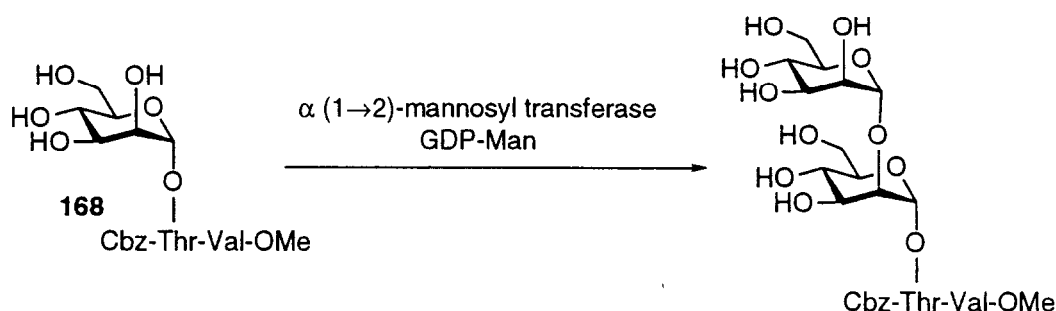 HO OH
HO
HO
O
O
168
Cbz-Thr-Val-OMe
α (1→2)-mannosyl transferase
GDP-Man
HO OH
HO
HO
O
O
HO
HO
HO
O
O
Cbz-Thr-Val-OMe